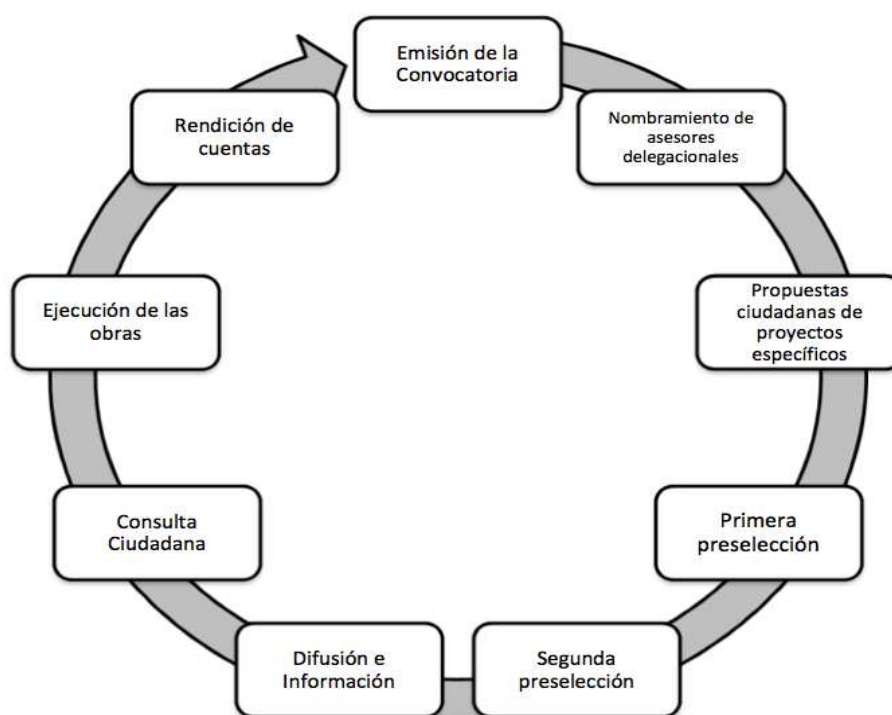 Emisión de la
Convocatoria
Nombramiento de
asesores
delegacionales
Propuestas
ciudadanas de
proyectos
específicos
Primera
preselección
Segunda
preselección
Difusión e
Información
Consulta
Ciudadana
Ejecución de las
obras
Rendición de
cuentas